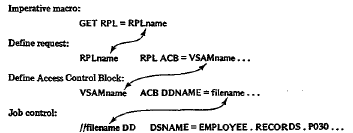 Imperative macro:
GET RPL = RPLname
Define request:
RPLname RPL ACB = VSAMname . . .
Define Access Control Block:
VSAMname ACB DDNAME = filename . . .
Job control:
//filename DD DSNAME = EMPLOYEE . RECORDS . P030 . . .